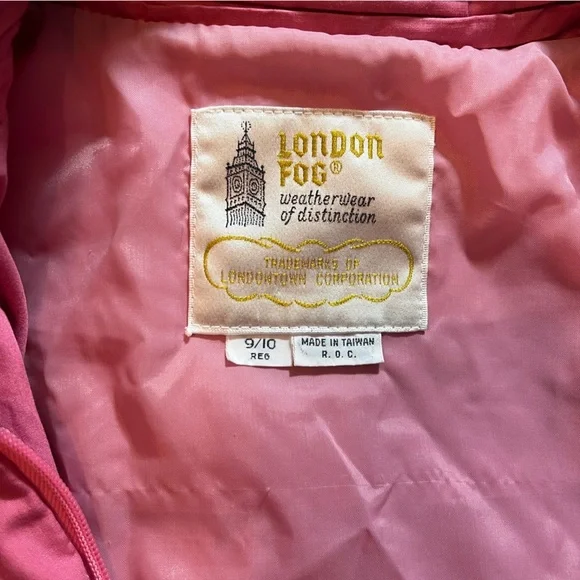 LONDON
FOG®
weatherwear
of distinction
TRADEMARKS OF
LONDONTOWN CORPORATION
9/10
REG
MADE IN TAIWAN
R. O. C.